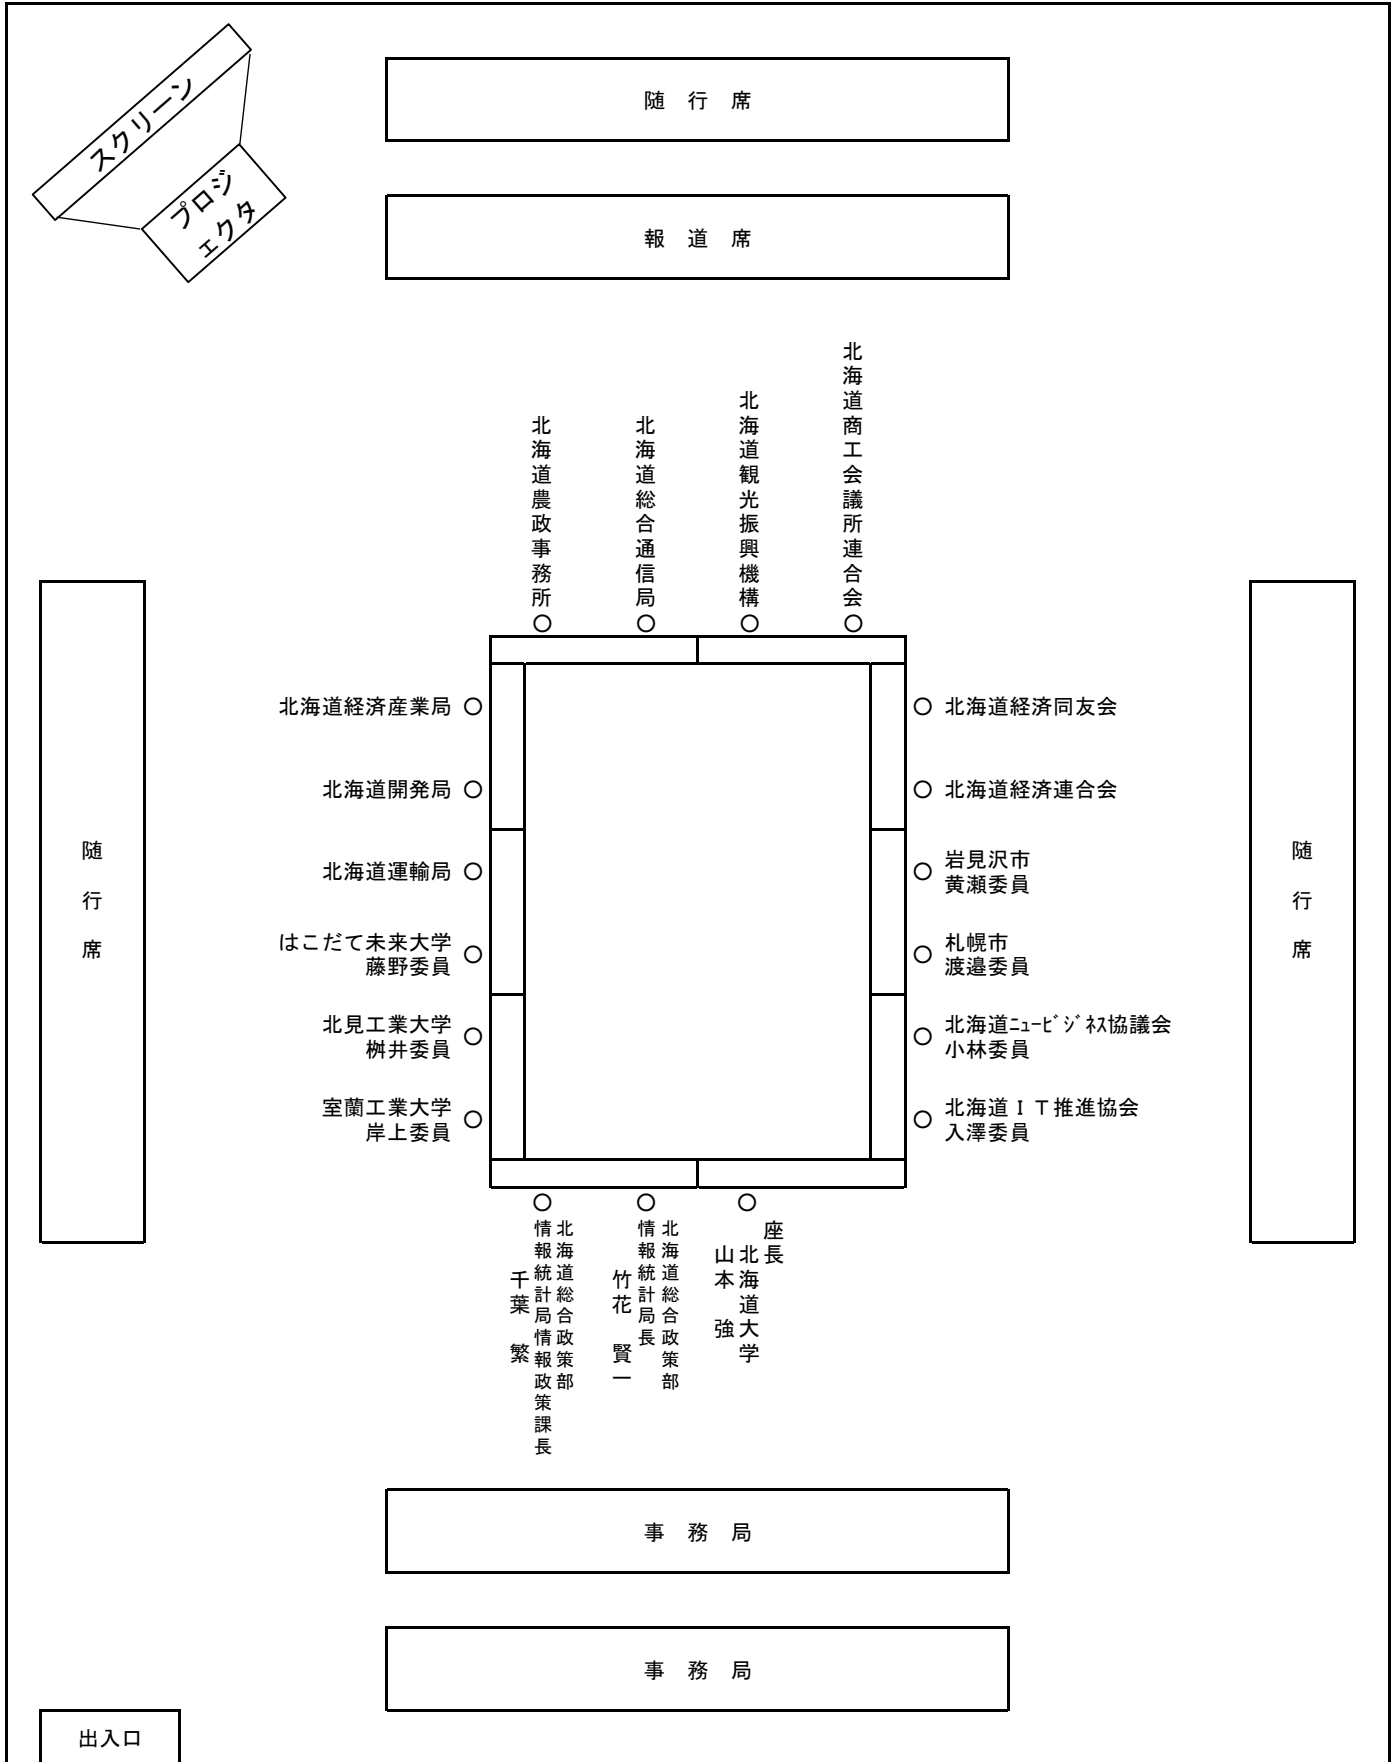 スクリーン
プロジ
ェクタ
随　行　席
報　道　席
北海道農政事務所
北海道総合通信局
北海道観光振興機構
北海道商工会議所連合会
北海道経済産業局
北海道開発局
北海道運輸局
はこだて未来大学
藤野委員
北見工業大学
桝井委員
室蘭工業大学
岸上委員
北海道経済同友会
北海道経済連合会
岩見沢市
黄瀬委員
札幌市
渡邉委員
北海道ﾆｭｰﾋﾞｼﾞﾈｽ協議会
小林委員
北海道ＩＴ推進協会
入澤委員
随行席
随行席
座長
北海道大学
山本　強
北海道総合政策部
情報統計局長
竹花　賢一
北海道総合政策部
情報統計局情報政策課長
千葉　繁
事　務　局
事　務　局
出入口